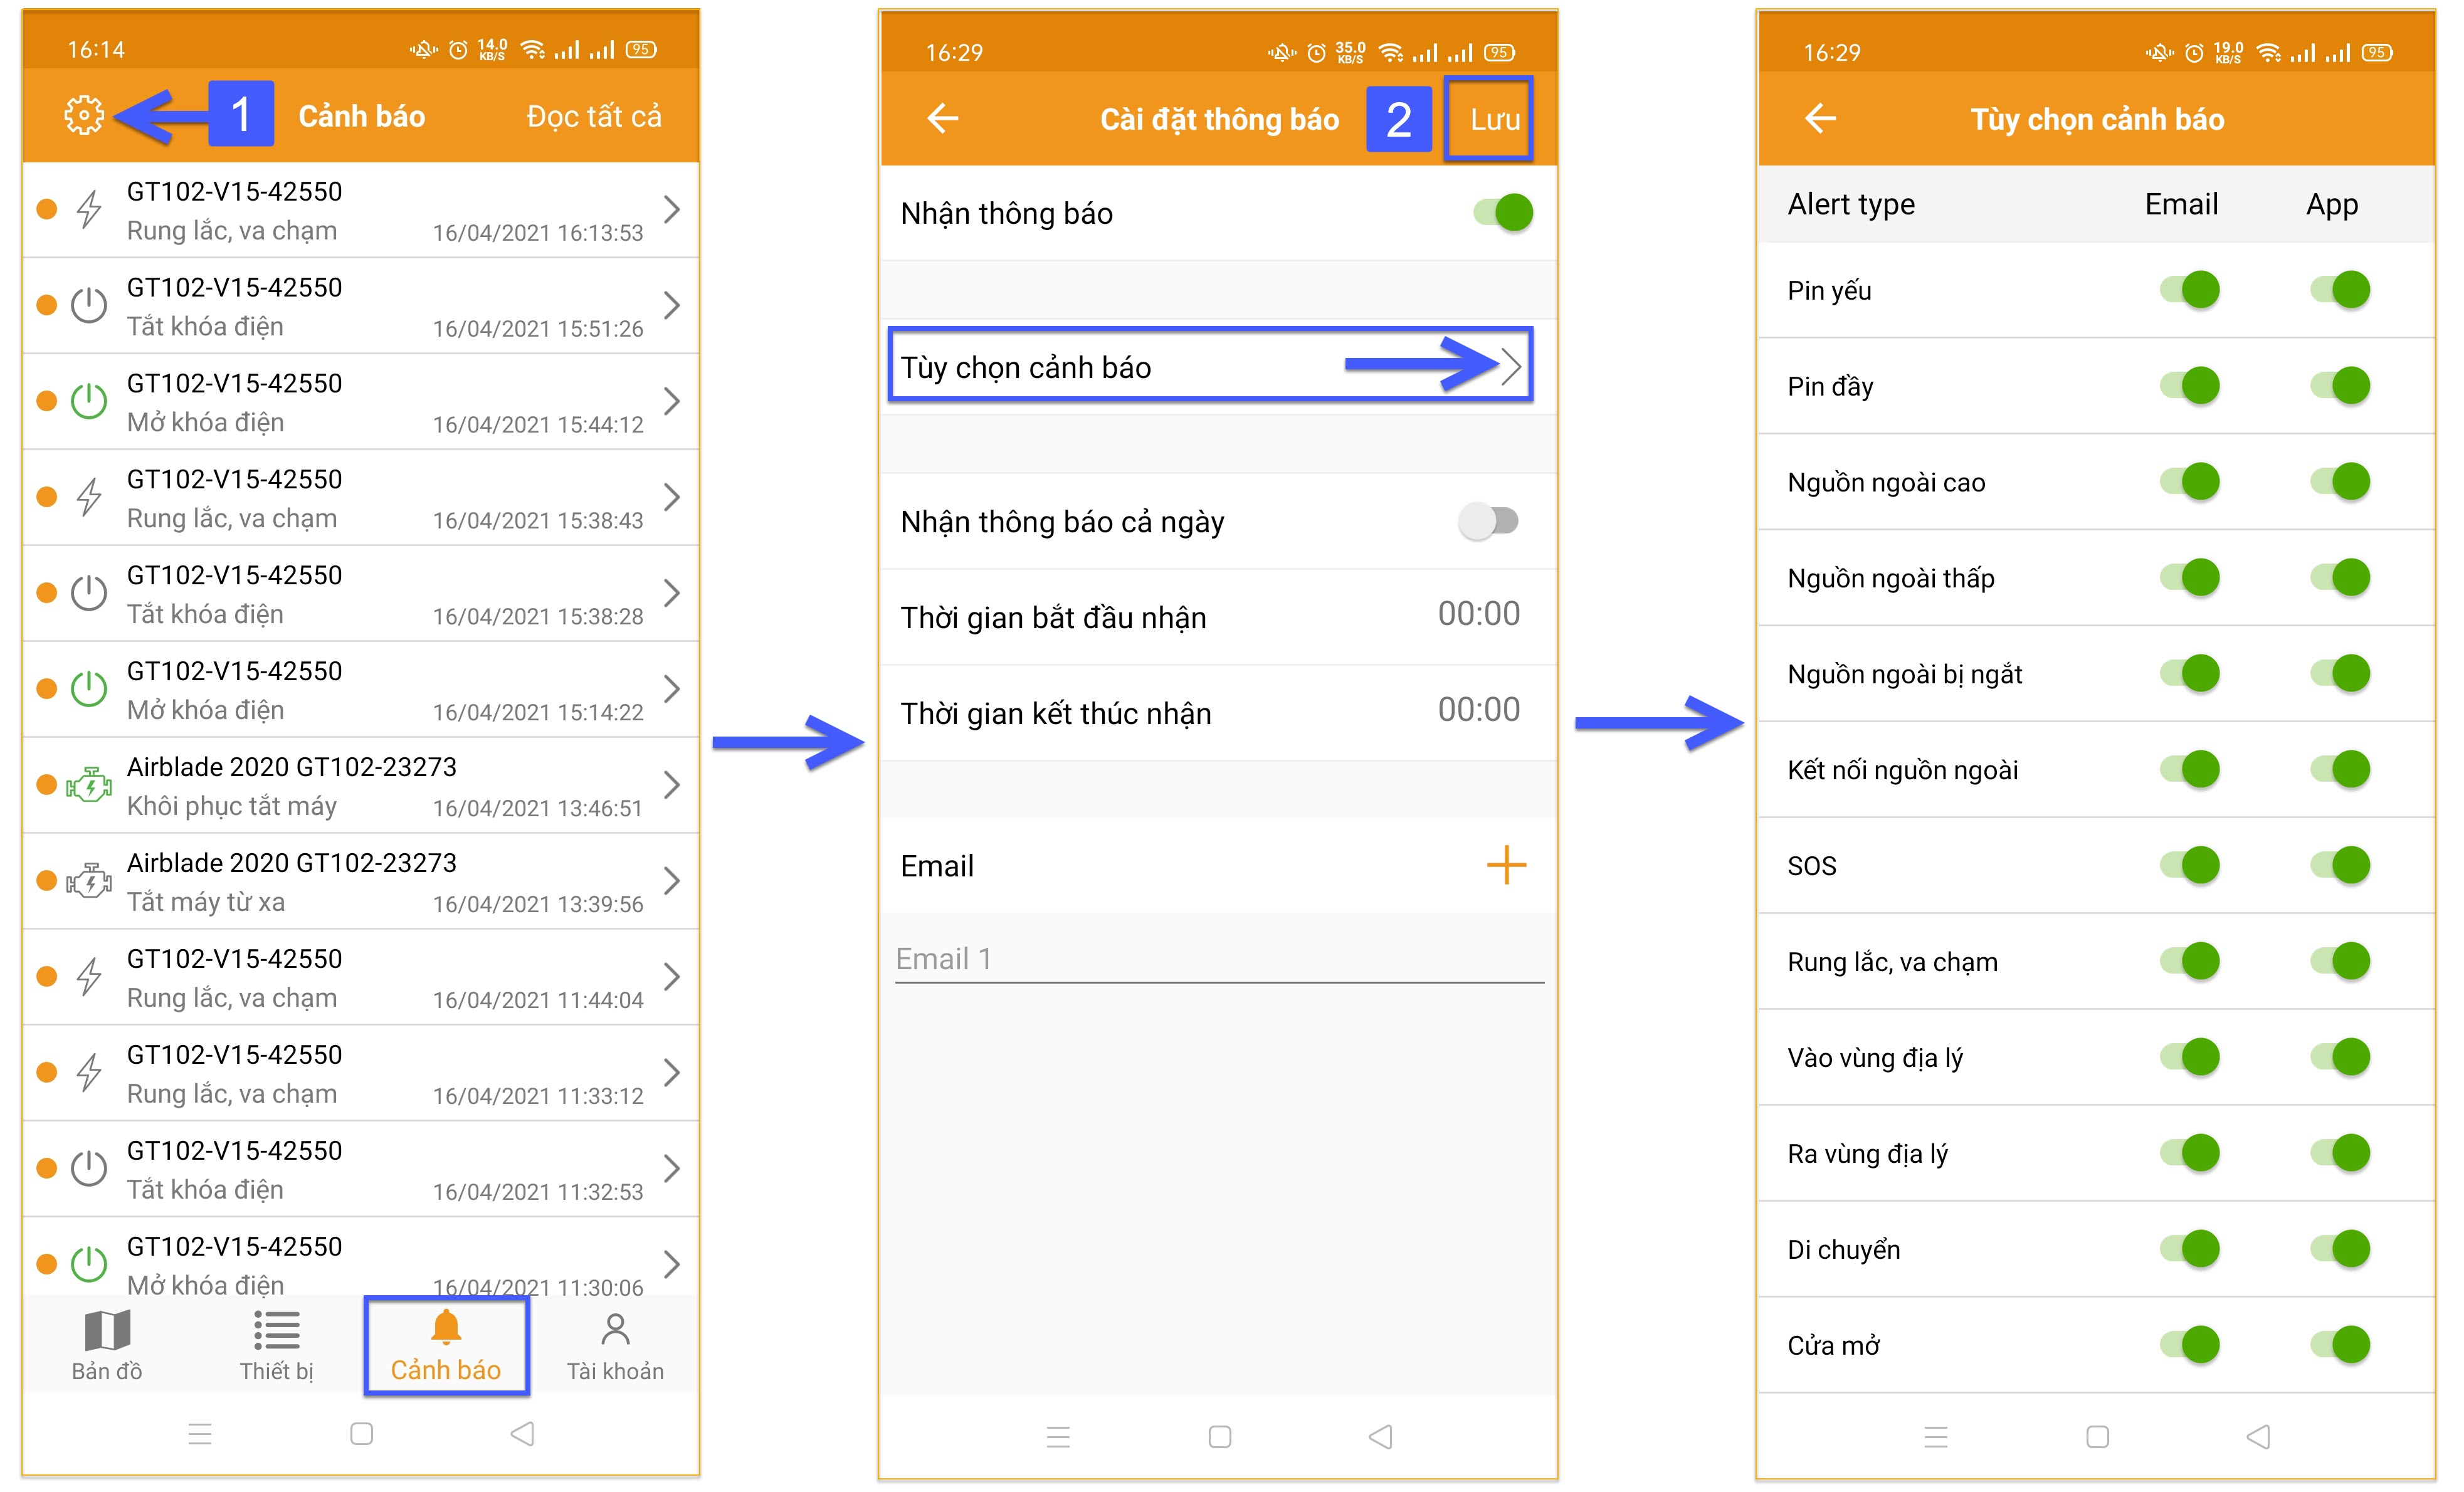 16:14
14.0
KB/S
95
1
Cảnh báo
Đọc tất cả
GT102-V15-42550
Rung lắc, va chạm
16/04/2021 16:13:53
GT102-V15-42550
Tắt khóa điện
16/04/2021 15:51:26
GT102-V15-42550
Mở khóa điện
16/04/2021 15:44:12
GT102-V15-42550
Rung lắc, va chạm
16/04/2021 15:38:43
GT102-V15-42550
Tắt khóa điện
16/04/2021 15:38:28
GT102-V15-42550
Mở khóa điện
16/04/2021 15:14:22
Airblade 2020 GT102-23273
Khôi phục tắt máy
16/04/2021 13:46:51
Airblade 2020 GT102-23273
Tắt máy từ xa
16/04/2021 13:39:56
GT102-V15-42550
Rung lắc, va chạm
16/04/2021 11:44:04
GT102-V15-42550
Rung lắc, va chạm
16/04/2021 11:33:12
GT102-V15-42550
Tắt khóa điện
16/04/2021 11:32:53
GT102-V15-42550
Mở khóa điện
16/04/2021 11:30:06
Bản đồ
Thiết bị
Cảnh báo
Tài khoản
16:29
35.0
KB/S
95
Cài đặt thông báo
2
Lưu
Nhận thông báo
Tùy chọn cảnh báo
Nhận thông báo cả ngày
Thời gian bắt đầu nhận
00:00
Thời gian kết thúc nhận
00:00
Email
Email 1
16:29
19.0
KB/S
95
Tùy chọn cảnh báo
Alert type
Email
App
Pin yếu
Pin đầy
Nguồn ngoài cao
Nguồn ngoài thấp
Nguồn ngoài bị ngắt
Kết nối nguồn ngoài
SOS
Rung lắc, va chạm
Vào vùng địa lý
Ra vùng địa lý
Di chuyển
Cửa mở